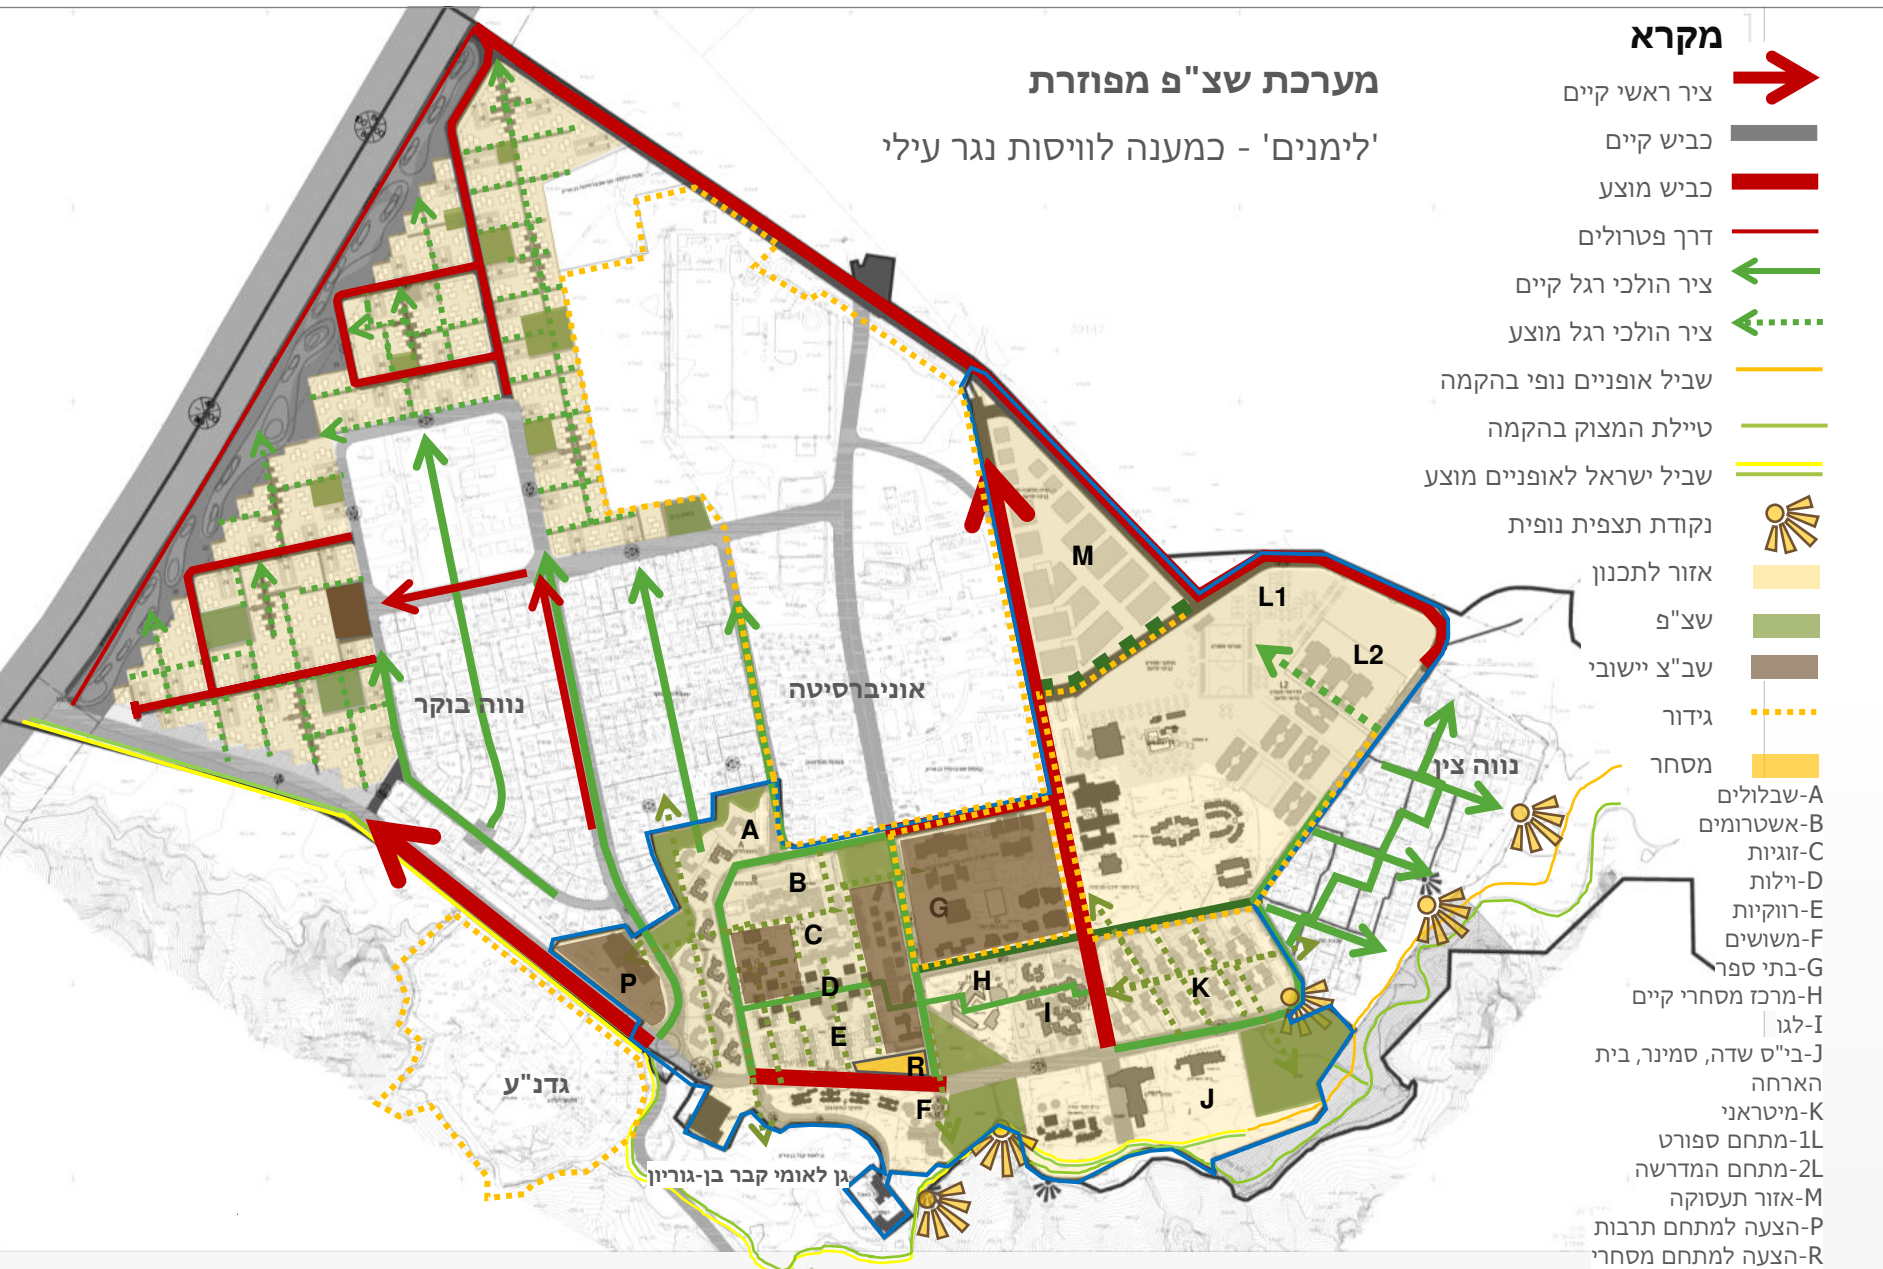 מערכת שצ"פ מפוזרת
'לימנים' - כמענה לוויסות נגר עילי
מקרא
ציר ראשי קיים
כביש קיים
כביש מוצע
דרך פטרולים
ציר הולכי רגל קיים
ציר הולכי רגל מוצע
שביל אופניים נופי בהקמה
טיילת המצוק בהקמה
שביל ישראל לאופניים מוצע
נקודת תצפית נופית
אזור לתכנון
שצ"פ
שב"צ יישובי
גידור
מסחר
A-שבלולים
B-אשטרומים
C-זוגיות
D-וילות
E-רווקיות
F-משושים
G-בתי ספר
H-מרכז מסחרי קיים
I-לגו
J-בי"ס שדה, סמינר, בית
הארחה
K-מיטראני
1L-מתחם ספורט
2L-מתחם המדרשה
M-אזור תעסוקה
P-הצעה למתחם תרבות
R-הצעה למתחם מסחרי
39147
M
L1
L2
נווה בוקר
אוניברסיטה
נווה צין
A
B
C
D
E
G
H
I
K
P
R
F
J
גדנ"ע
גן לאומי קבר בן-גוריון